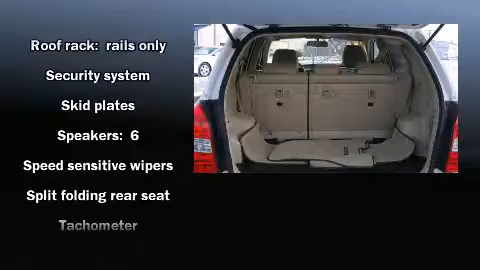 Roof rack:  rails only
Security system
Skid plates
Speakers:  6
Speed sensitive wipers
Split folding rear seat
Tachometer